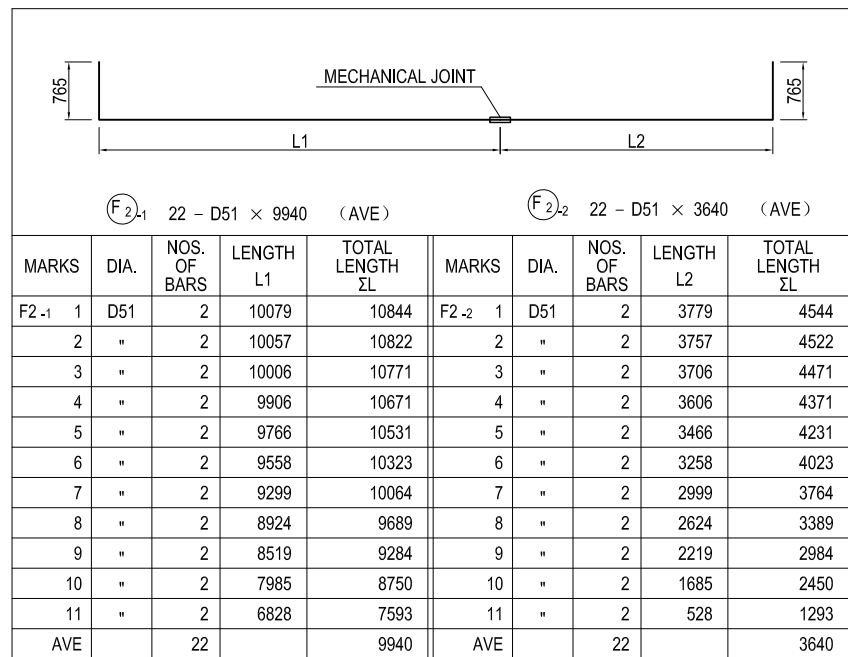 765
MECHANICAL JOINT
765
L1
L2
F 2 -1 22 - D51 × 9940 (AVE)
F 2 -2 22 - D51 × 3640 (AVE)
MARKS DIA. NOS. OF BARS LENGTH L1 TOTAL LENGTH ΣL MARKS DIA. NOS. OF BARS LENGTH L2 TOTAL LENGTH ΣL
F2 -1 1 D51 2 10079 10844 F2 -2 1 D51 2 3779 4544
2 " 2 10057 10822 2 " 2 3757 4522
3 " 2 10006 10771 3 " 2 3706 4471
4 " 2 9906 10671 4 " 2 3606 4371
5 " 2 9766 10531 5 " 2 3466 4231
6 " 2 9558 10323 6 " 2 3258 4023
7 " 2 9299 10064 7 " 2 2999 3764
8 " 2 8924 9689 8 " 2 2624 3389
9 " 2 8519 9284 9 " 2 2219 2984
10 " 2 7985 8750 10 " 2 1685 2450
11 " 2 6828 7593 11 " 2 528 1293
AVE 22 9940 AVE 22 3640